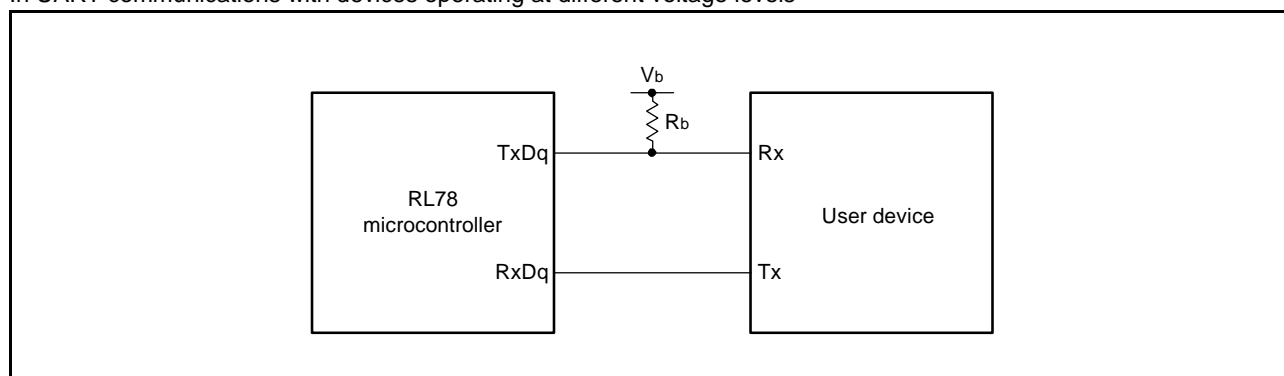 in UART communications with devices operating at different voltage levels
Vb
Rb
TxDq
Rx
RL78
microcontroller
User device
RxDq
Tx